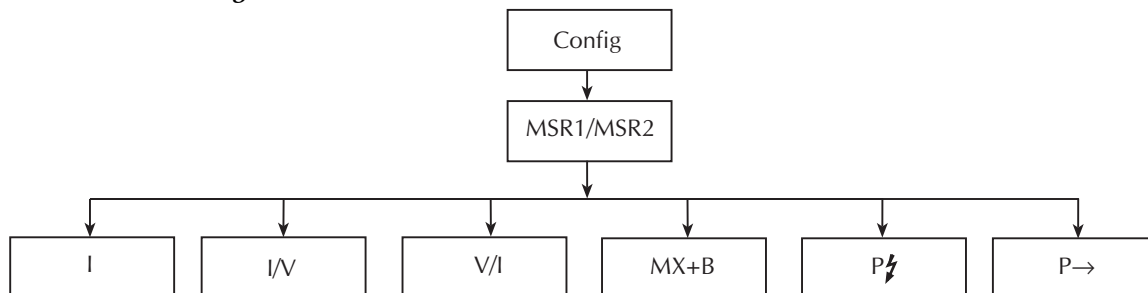 Config
MSR1/MSR2
I I/V V/I MX+B P P→